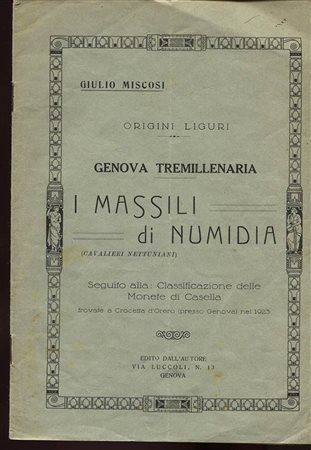 GIULIO MISCOSI
ORIGINI LIGURI
GENOVA TREMILLENARIA
I MASSILI
di NUMIDIA
(CAVALIERI NETTUNIANI)
Seguito alla: Classificazione delle
Monete di Casella
trovate a Crocetta d'Orero (presso Genova) nel 1923
EDITO DALL'AUTORE
VIA LUCCOLI, N. 13
GENOVA